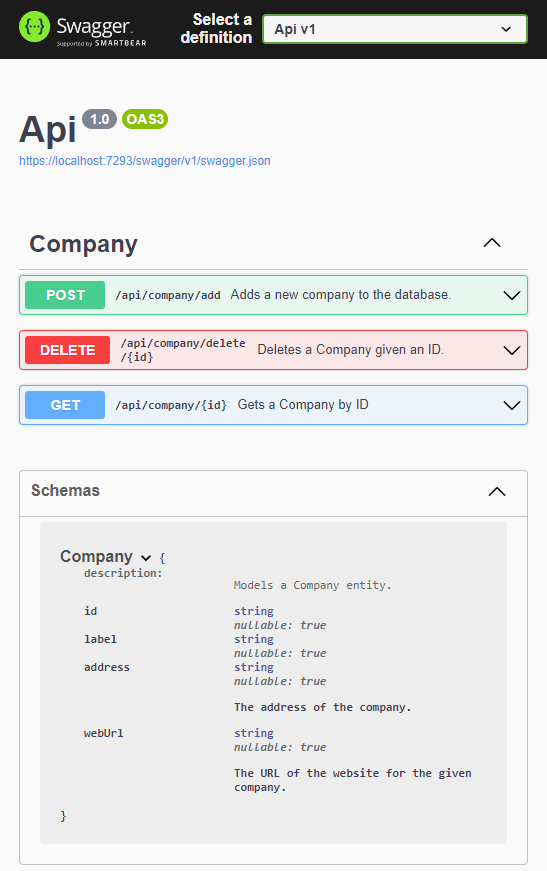 Swagger.
Supported by SMARTBEAR
Select a
definition
Api v1
Api 1.0 OAS3
https://localhost:7293/swagger/v1/swagger.json
Company
POST /api/company/add Adds a new company to the database.
DELETE /api/company/delete
/{id} Deletes a Company given an ID.
GET /api/company/{id} Gets a Company by ID
Schemas
Company {
description:
Models a Company entity.
id string
nullable: true
label string
nullable: true
address string
nullable: true
The address of the company.
webUrl string
nullable: true
The URL of the website for the given
company.
}